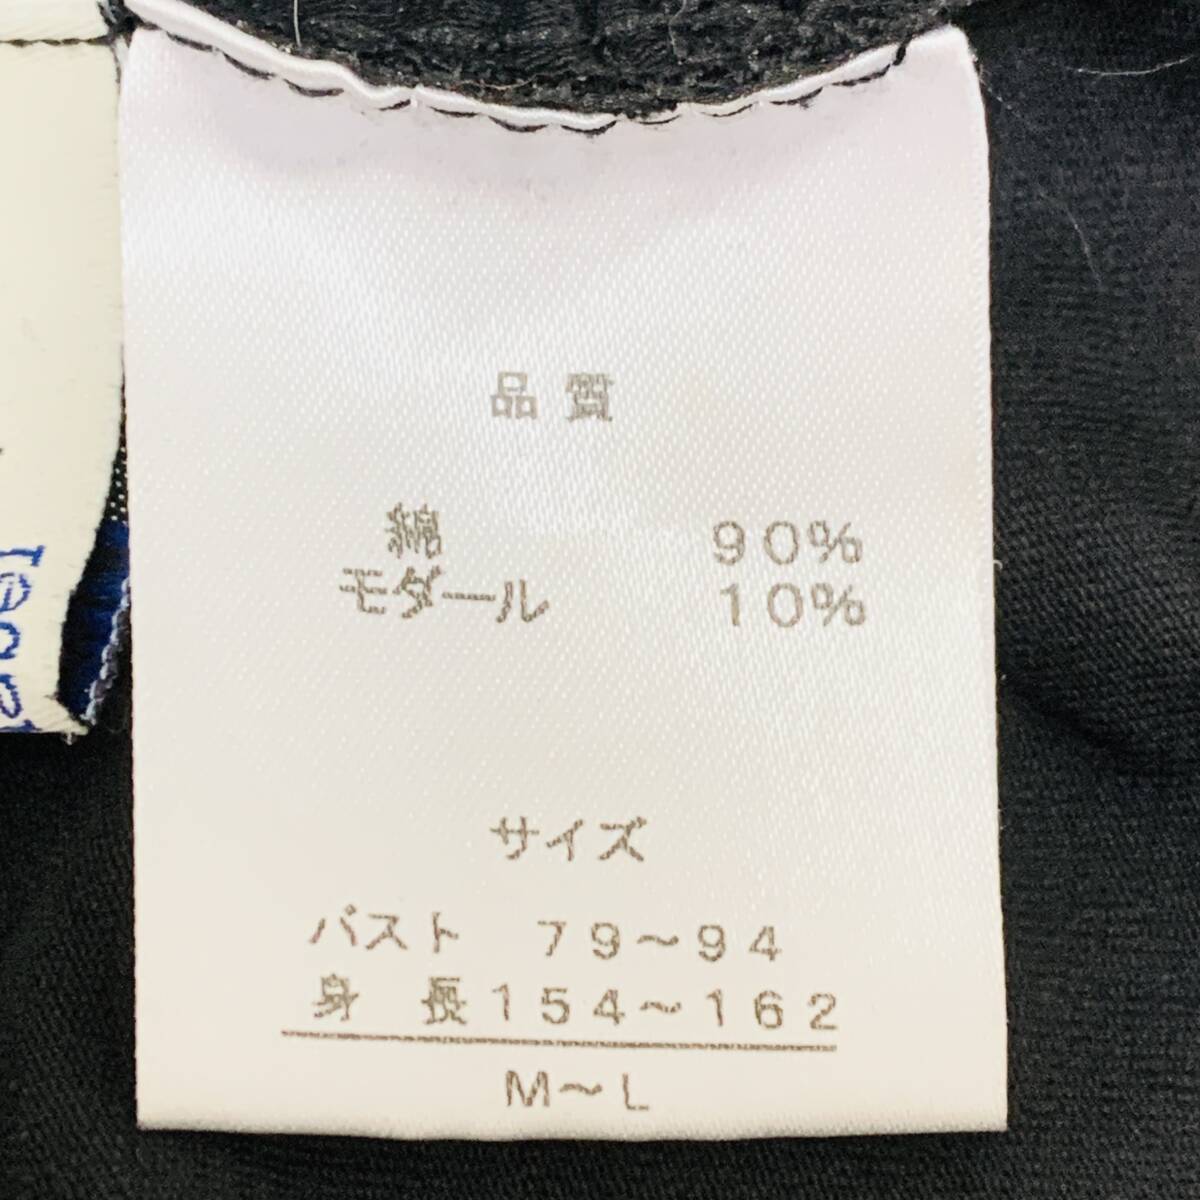 品質
綿 90%
モダール 10%
サイズ
バスト 79～94
身長 154～162
M～L